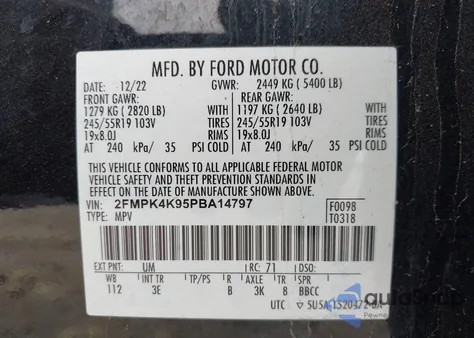 MFD. BY FORD MOTOR CO.
DATE: 12/22 GVWR: 2449 KG ( 5400 LB)
FRONT GAWR: REAR GAWR:
1279 KG ( 2820 LB) WITH 1197 KG ( 2640 LB) WITH
245/55R19 103V TIRES 245/55R19 103V TIRES
19x8.0J RIMS 19x8.0J RIMS
AT 240 kPa/ 35 PSI COLD AT 240 kPa/ 35 PSI COLD
THIS VEHICLE CONFORMS TO ALL APPLICABLE FEDERAL MOTOR
VEHICLE SAFETY AND THEFT PREVENTION STANDARDS IN
EFFECT ON THE DATE OF MANUFACTURE SHOWN ABOVE.
VIN: 2FMPK4K95PBA14797 F0098
TYPE: MPV T0318
EXT PNT: UM RC: 71 DSO:
WB INT TR TP/PS R AXLE TR SPR
112 3E B 3K 8 BBCC
UTC
autoSnap